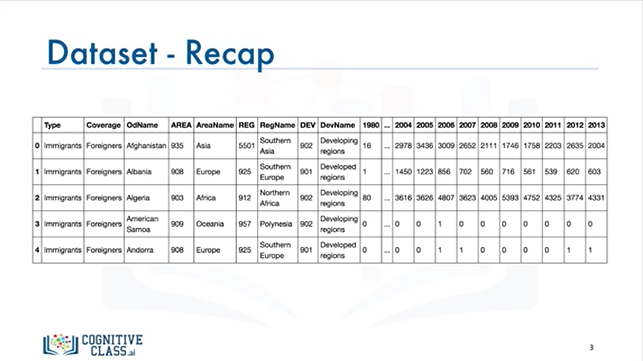 Dataset - Recap
Type Coverage OdName AREA AreaName REG RegName DEV DevName 1980 ... 2004 2005 2006 2007 2008 2009 2010 2011 2012 2013
0 Immigrants Foreigners Afghanistan 935 Asia 5501 Southern Asia 902 Developing regions 16 ... 2978 3436 3009 2652 2111 1746 1758 2203 2635 2004
1 Immigrants Foreigners Albania 908 Europe 925 Southern Europe 901 Developed regions 1 ... 1450 1223 856 702 560 716 561 539 620 603
2 Immigrants Foreigners Algeria 903 Africa 912 Northern Africa 902 Developing regions 80 ... 3616 3626 4807 3623 4005 5393 4752 4325 3774 4331
3 Immigrants Foreigners American Samoa 909 Oceania 957 Polynesia 902 Developing regions 0 ... 0 0 1 0 0 0 0 0 0 0
4 Immigrants Foreigners Andorra 908 Europe 925 Southern Europe 901 Developed regions 0 ... 0 0 1 1 0 0 0 0 1 1
COGNITIVE
CLASS.ai
3